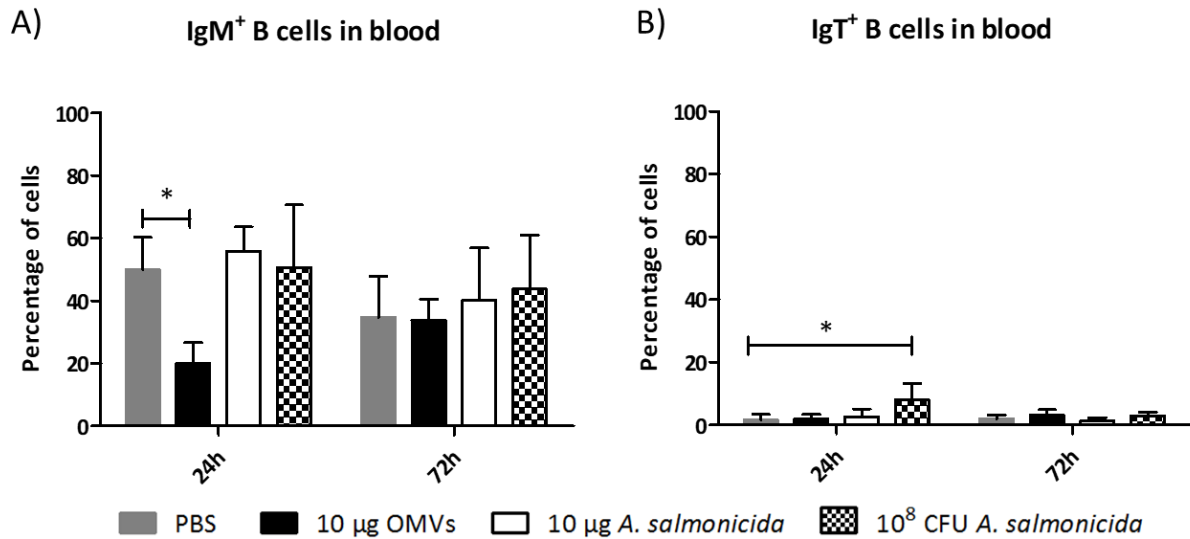 A)
IgM⁺ B cells in blood
Percentage of cells
100
80
60
40
20
0
*
24h
72h
B)
IgT⁺ B cells in blood
Percentage of cells
100
80
60
40
20
0
*
24h
72h
PBS
10 µg OMVs
10 µg A. salmonicida
10⁸ CFU A. salmonicida